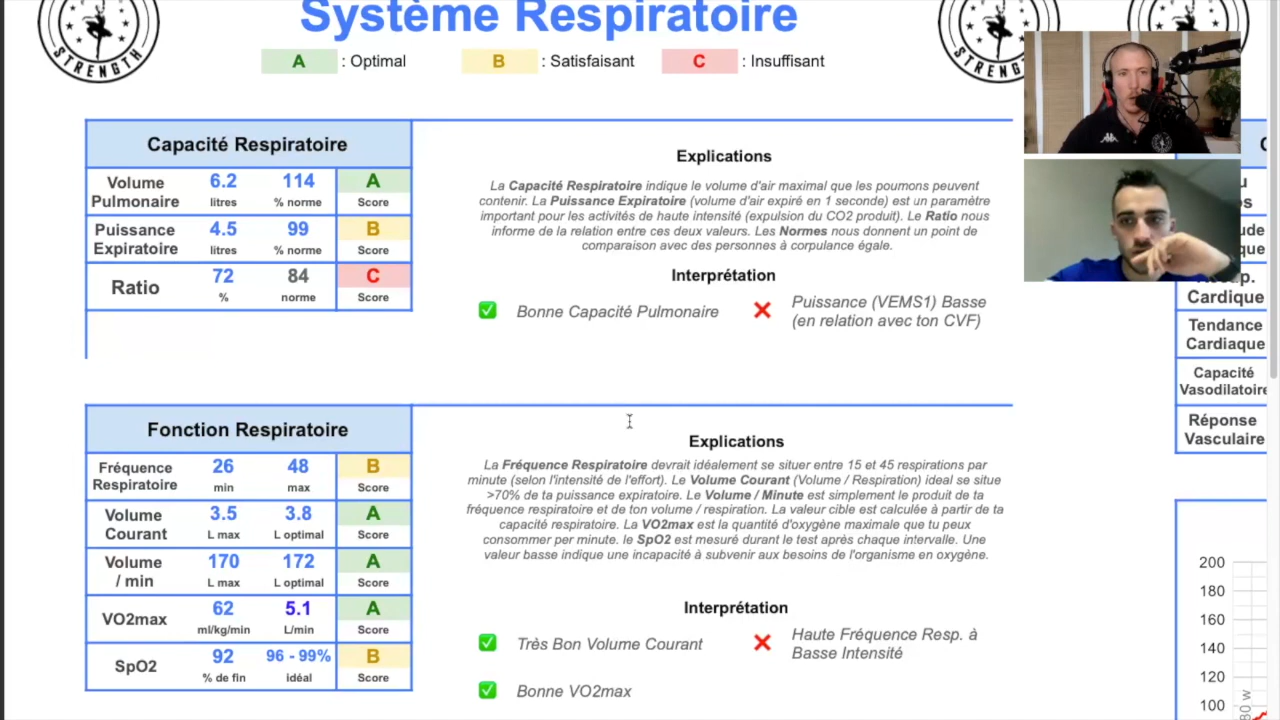 Système Respiratoire
STRENGTH
A : Optimal B : Satisfaisant C : Insuffisant
Capacité Respiratoire
Volume Pulmonaire 6.2 litres 114 % norme A Score
Puissance Expiratoire 4.5 litres 99 % norme B Score
Ratio 72 % 84 norme C Score
Explications
La Capacité Respiratoire indique le volume d'air maximal que les poumons peuvent
contenir. La Puissance Expiratoire (volume d'air expiré en 1 seconde) est un paramètre
important pour les activités de haute intensité (expulsion du CO2 produit). Le Ratio nous
informe de la relation entre ces deux valeurs. Les Normes nous donnent un point de
comparaison avec des personnes à corpulance égale.
Interprétation
Bonne Capacité Pulmonaire
Puissance (VEMS1) Basse
(en relation avec ton CVF)
Fonction Respiratoire
Fréquence Respiratoire 26 min 48 max B Score
Volume Courant 3.5 L max 3.8 L optimal A Score
Volume / min 170 L max 172 L optimal A Score
VO2max 62 ml/kg/min 5.1 L/min A Score
SpO2 92 % de fin 96 - 99% idéal B Score
Explications
La Fréquence Respiratoire devrait idéalement se situer entre 15 et 45 respirations par
minute (selon l'intensité de l'effort). Le Volume Courant (Volume / Respiration) ideal se situe
>70% de ta puissance expiratoire. Le Volume / Minute est simplement le produit de ta
fréquence respiratoire et de ton volume / respiration. La valeur cible est calculée à partir de ta
capacité respiratoire. La VO2max est la quantité d'oxygène maximale que tu peux
consommer par minute. le SpO2 est mesuré durant le test après chaque intervalle. Une
valeur basse indique une incapacité à subvenir aux besoins de l'organisme en oxygène.
Interprétation
Très Bon Volume Courant
Haute Fréquence Resp. à
Basse Intensité
Bonne VO2max
Cardique
Tendance
Cardiaque
Capacité
Vasodilatoire
Réponse
Vasculaire
200
180
160
140
120
100